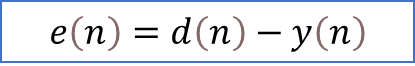 e(n) = d(n) − y(n)